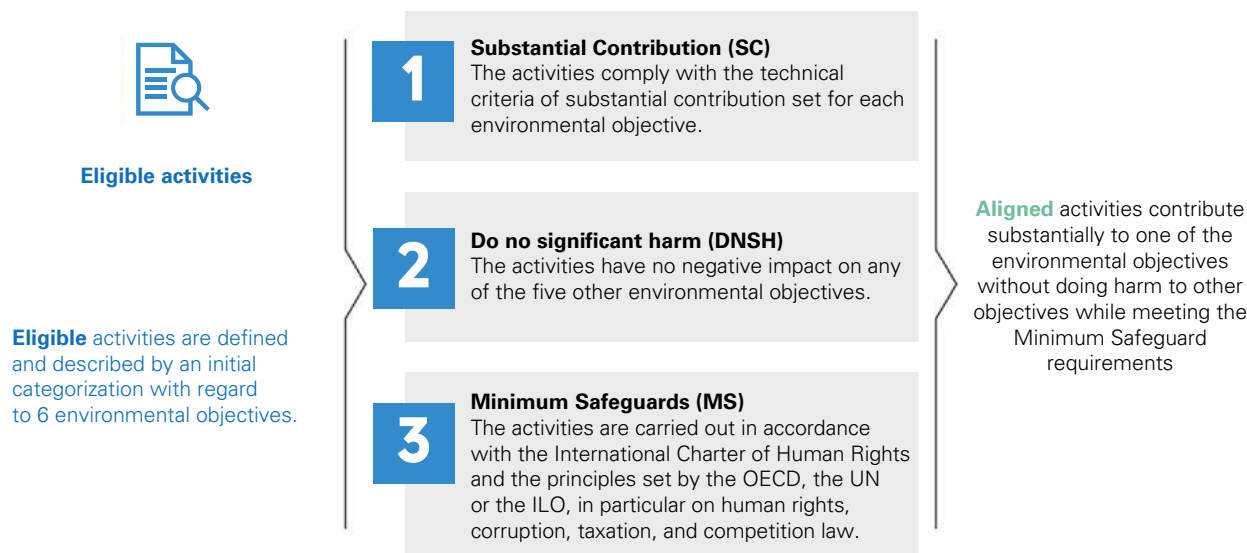 Eligible activities
Eligible activities are defined
and described by an initial
categorization with regard
to 6 environmental objectives.
1
Substantial Contribution (SC)
The activities comply with the technical
criteria of substantial contribution set for each
environmental objective.
2
Do no significant harm (DNSH)
The activities have no negative impact on any
of the five other environmental objectives.
3
Minimum Safeguards (MS)
The activities are carried out in accordance
with the International Charter of Human Rights
and the principles set by the OECD, the UN
or the ILO, in particular on human rights,
corruption, taxation, and competition law.
Aligned activities contribute
substantially to one of the
environmental objectives
without doing harm to other
objectives while meeting the
Minimum Safeguard
requirements